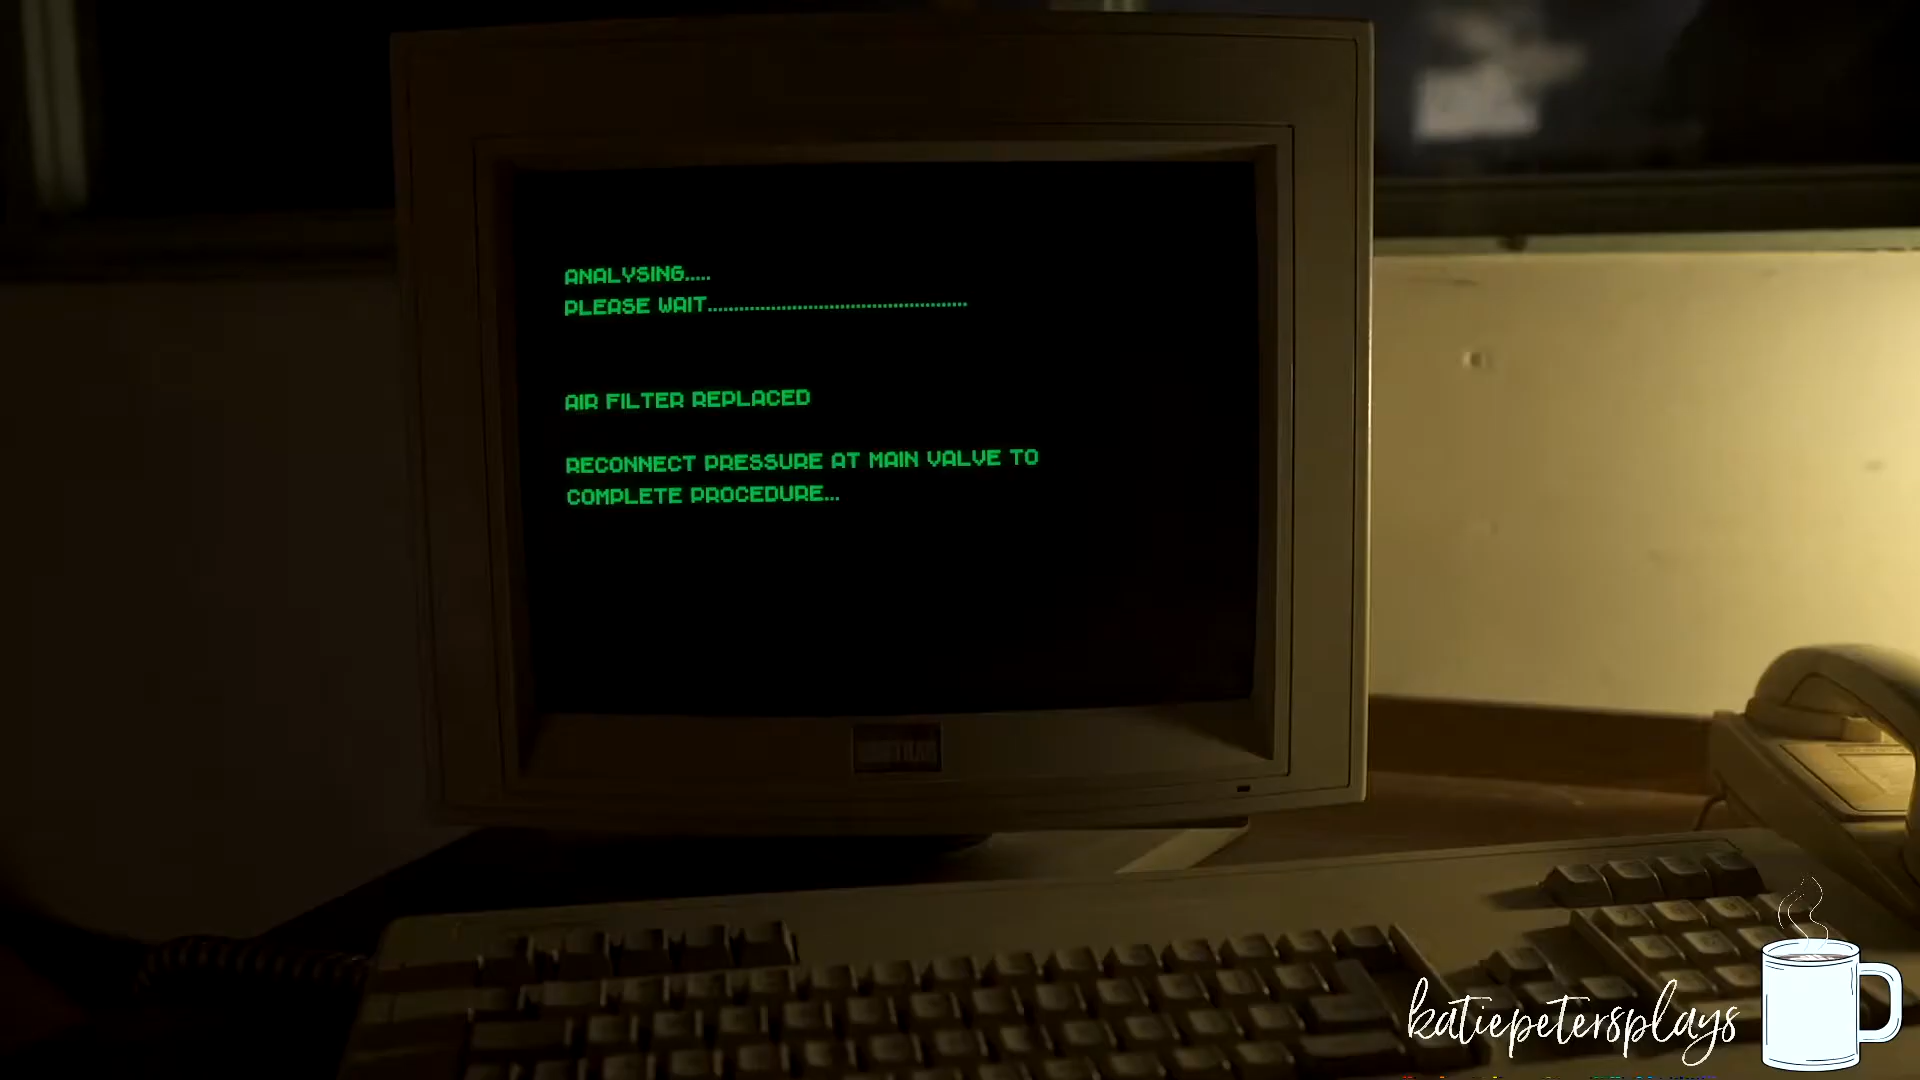 ANALYSING.....
PLEASE WAIT.............................................
AIR FILTER REPLACED
RECONNECT PRESSURE AT MAIN VALVE TO
COMPLETE PROCEDURE...
katiepetersplays